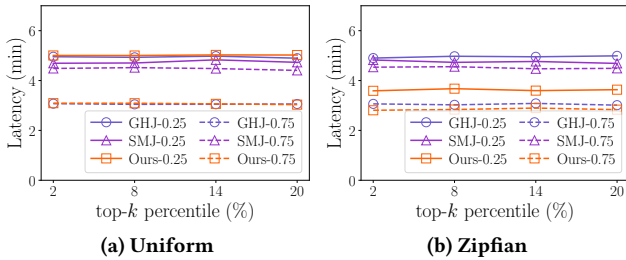 6
4
2
0
Latency (min)
GHJ-0.25 GHJ-0.75
SMJ-0.25 SMJ-0.75
Ours-0.25 Ours-0.75
2 8 14 20
top-k percentile (%)
(a) Uniform
6
4
2
0
Latency (min)
GHJ-0.25 GHJ-0.75
SMJ-0.25 SMJ-0.75
Ours-0.25 Ours-0.75
2 8 14 20
top-k percentile (%)
(b) Zipfian